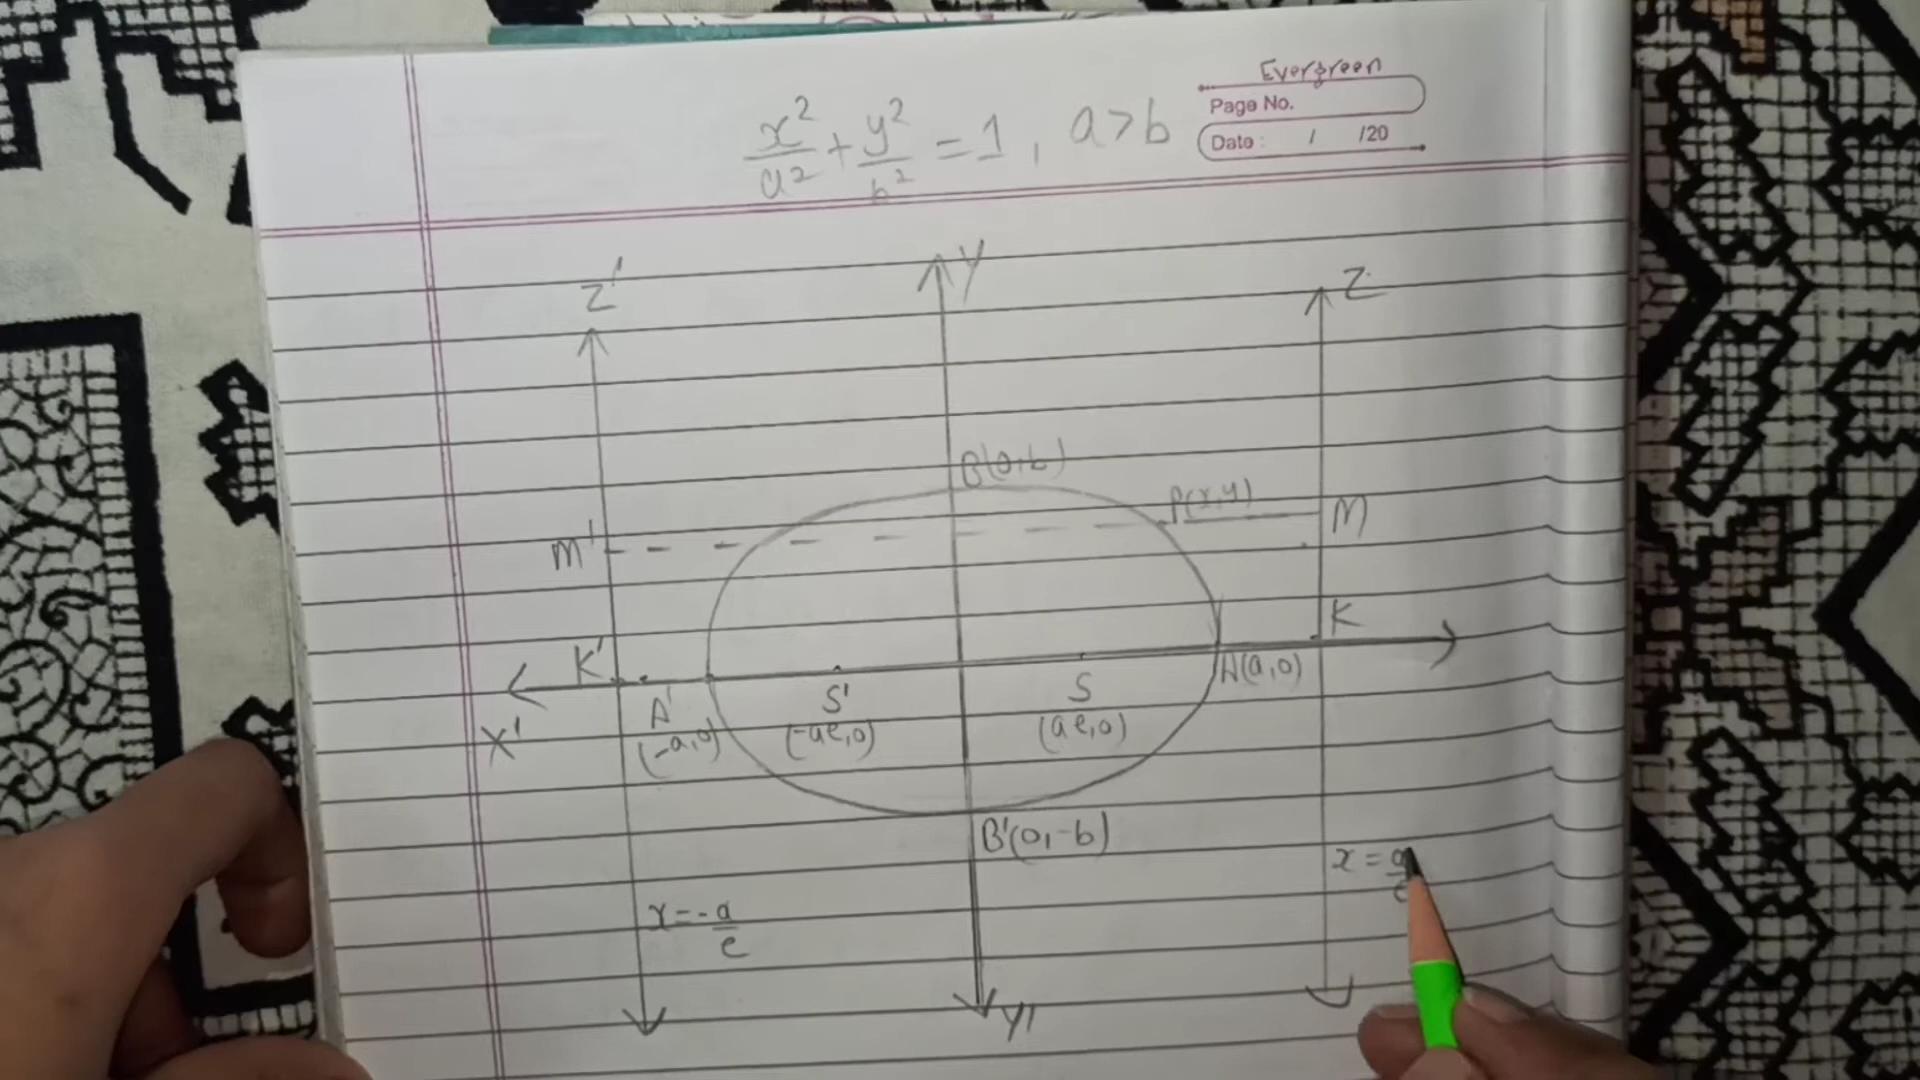 Evergreen
Page No.
Date : / /20
x²/a² + y²/b² = 1, a>b
Z'
Y
Z
B(0,b)
P(x,y)
M'
M
K'
K
A'
(-a,0)
S'
(-ae,0)
S
(ae,0)
A(a,0)
X'
B'(0,-b)
x=-a/e
x=a/e
Y'